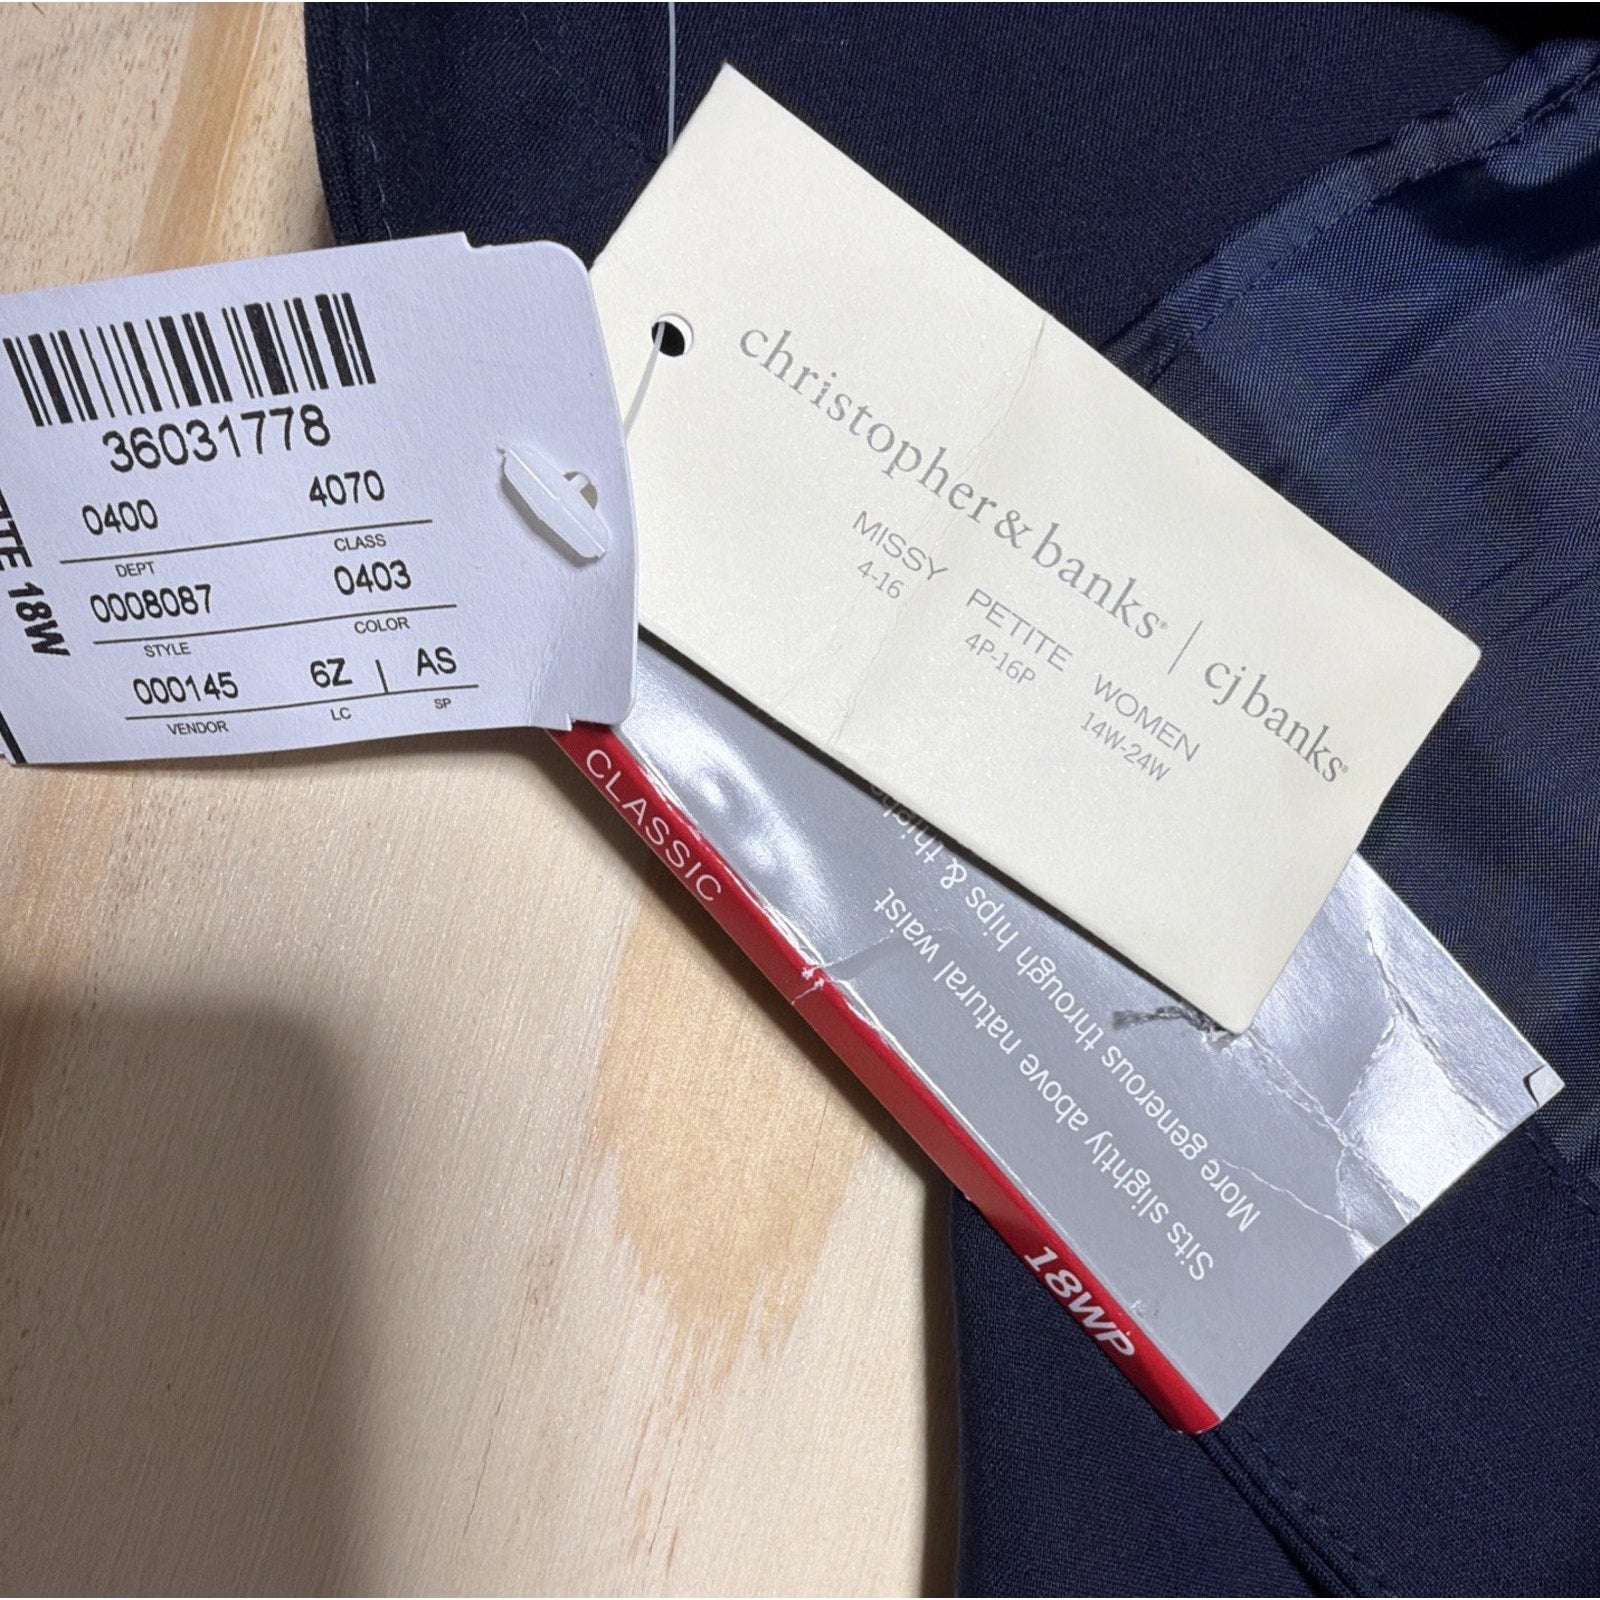 36031778
0400 4070
DEPT CLASS
0008087 0403
STYLE COLOR
000145 6Z | AS
VENDOR LC SP
18W
christopher & banks® | cj banks®
MISSY PETITE WOMEN
4-16 4P-16P 14W-24W
CLASSIC 18WP
Sits slightly above natural waist
More generous through hips &